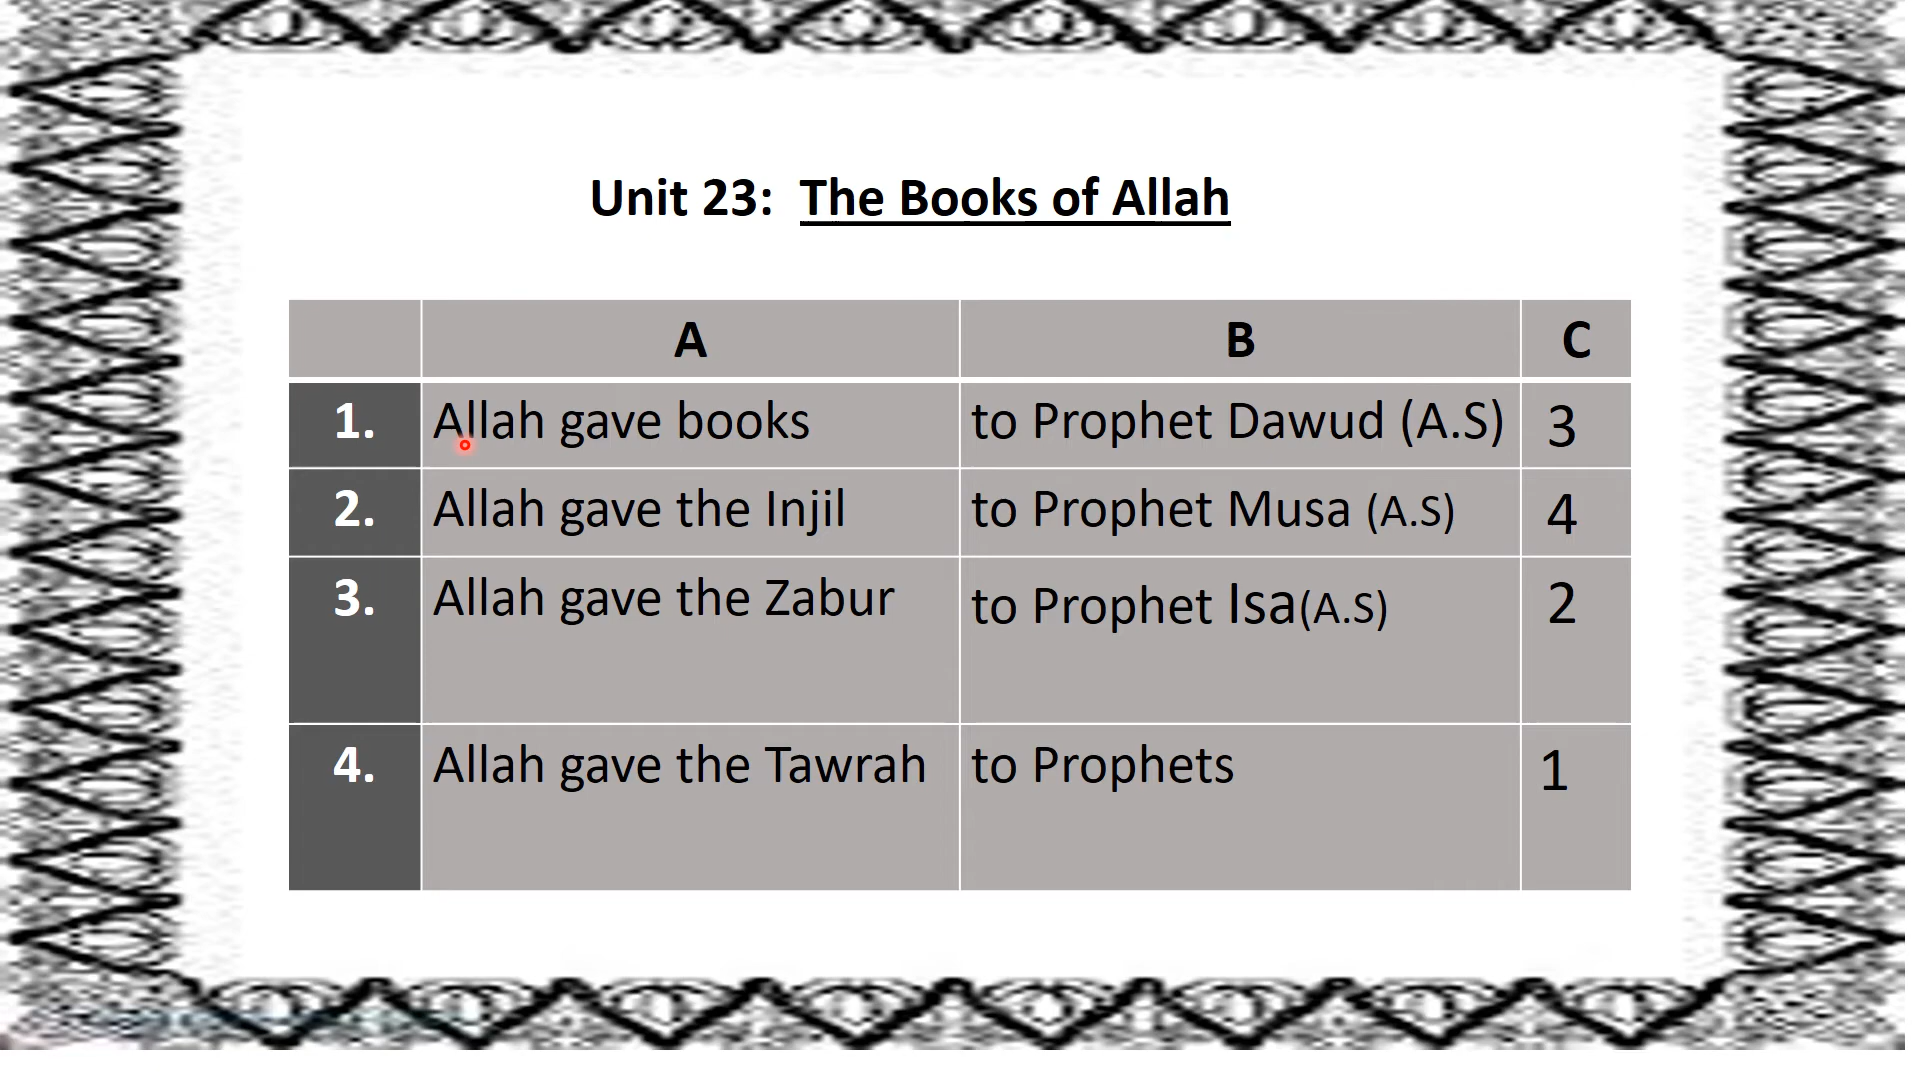 Unit 23: The Books of Allah
A B C
1. Allah gave books to Prophet Dawud (A.S) 3
2. Allah gave the Injil to Prophet Musa (A.S) 4
3. Allah gave the Zabur to Prophet Isa(A.S) 2
4. Allah gave the Tawrah to Prophets 1